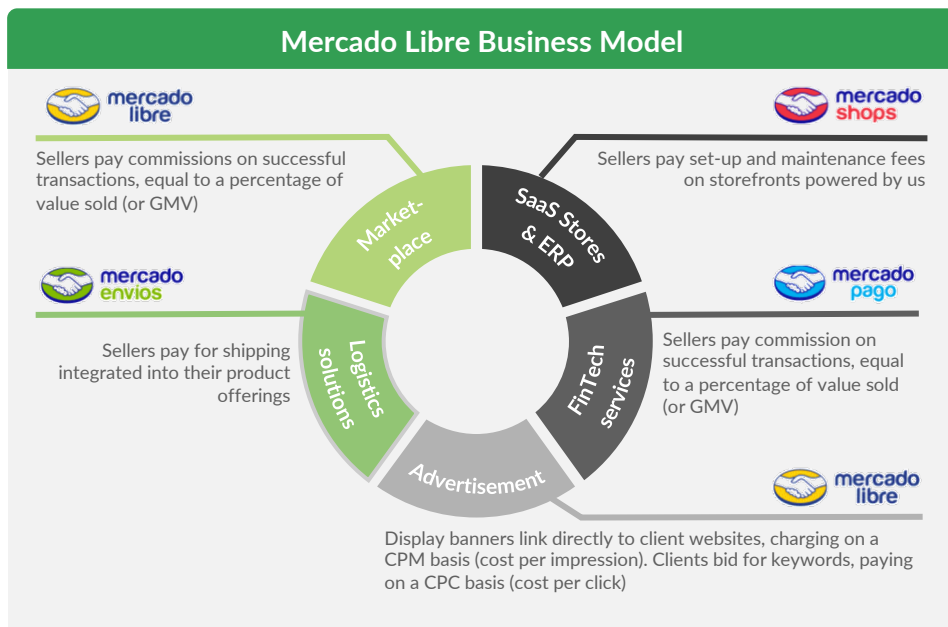 Mercado Libre Business Model
mercado
libre
Sellers pay commissions on successful
transactions, equal to a percentage of
value sold (or GMV)
mercado
shops
Sellers pay set-up and maintenance fees
on storefronts powered by us
Market-
place
SaaS Stores
& ERP
mercado
envios
Sellers pay for shipping
integrated into their product
offerings
mercado
pago
Sellers pay commission on
successful transactions, equal
to a percentage of value sold
(or GMV)
Logistics
solutions
FinTech
services
Advertisement
mercado
libre
Display banners link directly to client websites, charging on a
CPM basis (cost per impression). Clients bid for keywords, paying
on a CPC basis (cost per click)